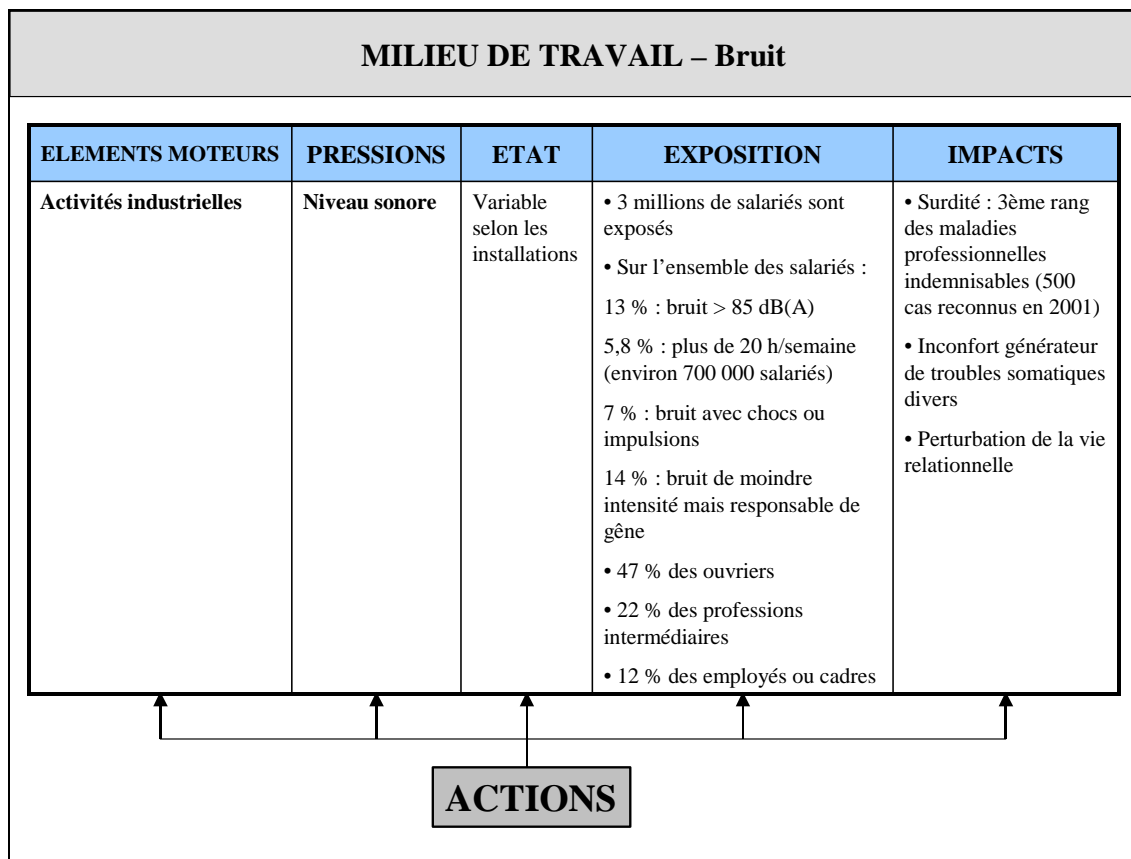 MILIEU DE TRAVAIL – Bruit
ELEMENTS MOTEURS
PRESSIONS
ETAT
EXPOSITION
IMPACTS
Activités industrielles
Niveau sonore
Variable
selon les
installations
• 3 millions de salariés sont
exposés
• Sur l’ensemble des salariés :
13 % : bruit > 85 dB(A)
5,8 % : plus de 20 h/semaine
(environ 700 000 salariés)
7 % : bruit avec chocs ou
impulsions
14 % : bruit de moindre
intensité mais responsable de
gêne
• 47 % des ouvriers
• 22 % des professions
intermédiaires
• 12 % des employés ou cadres
• Surdité : 3ème rang
des maladies
professionnelles
indemnisables (500
cas reconnus en 2001)
• Inconfort générateur
de troubles somatiques
divers
• Perturbation de la vie
relationnelle
ACTIONS